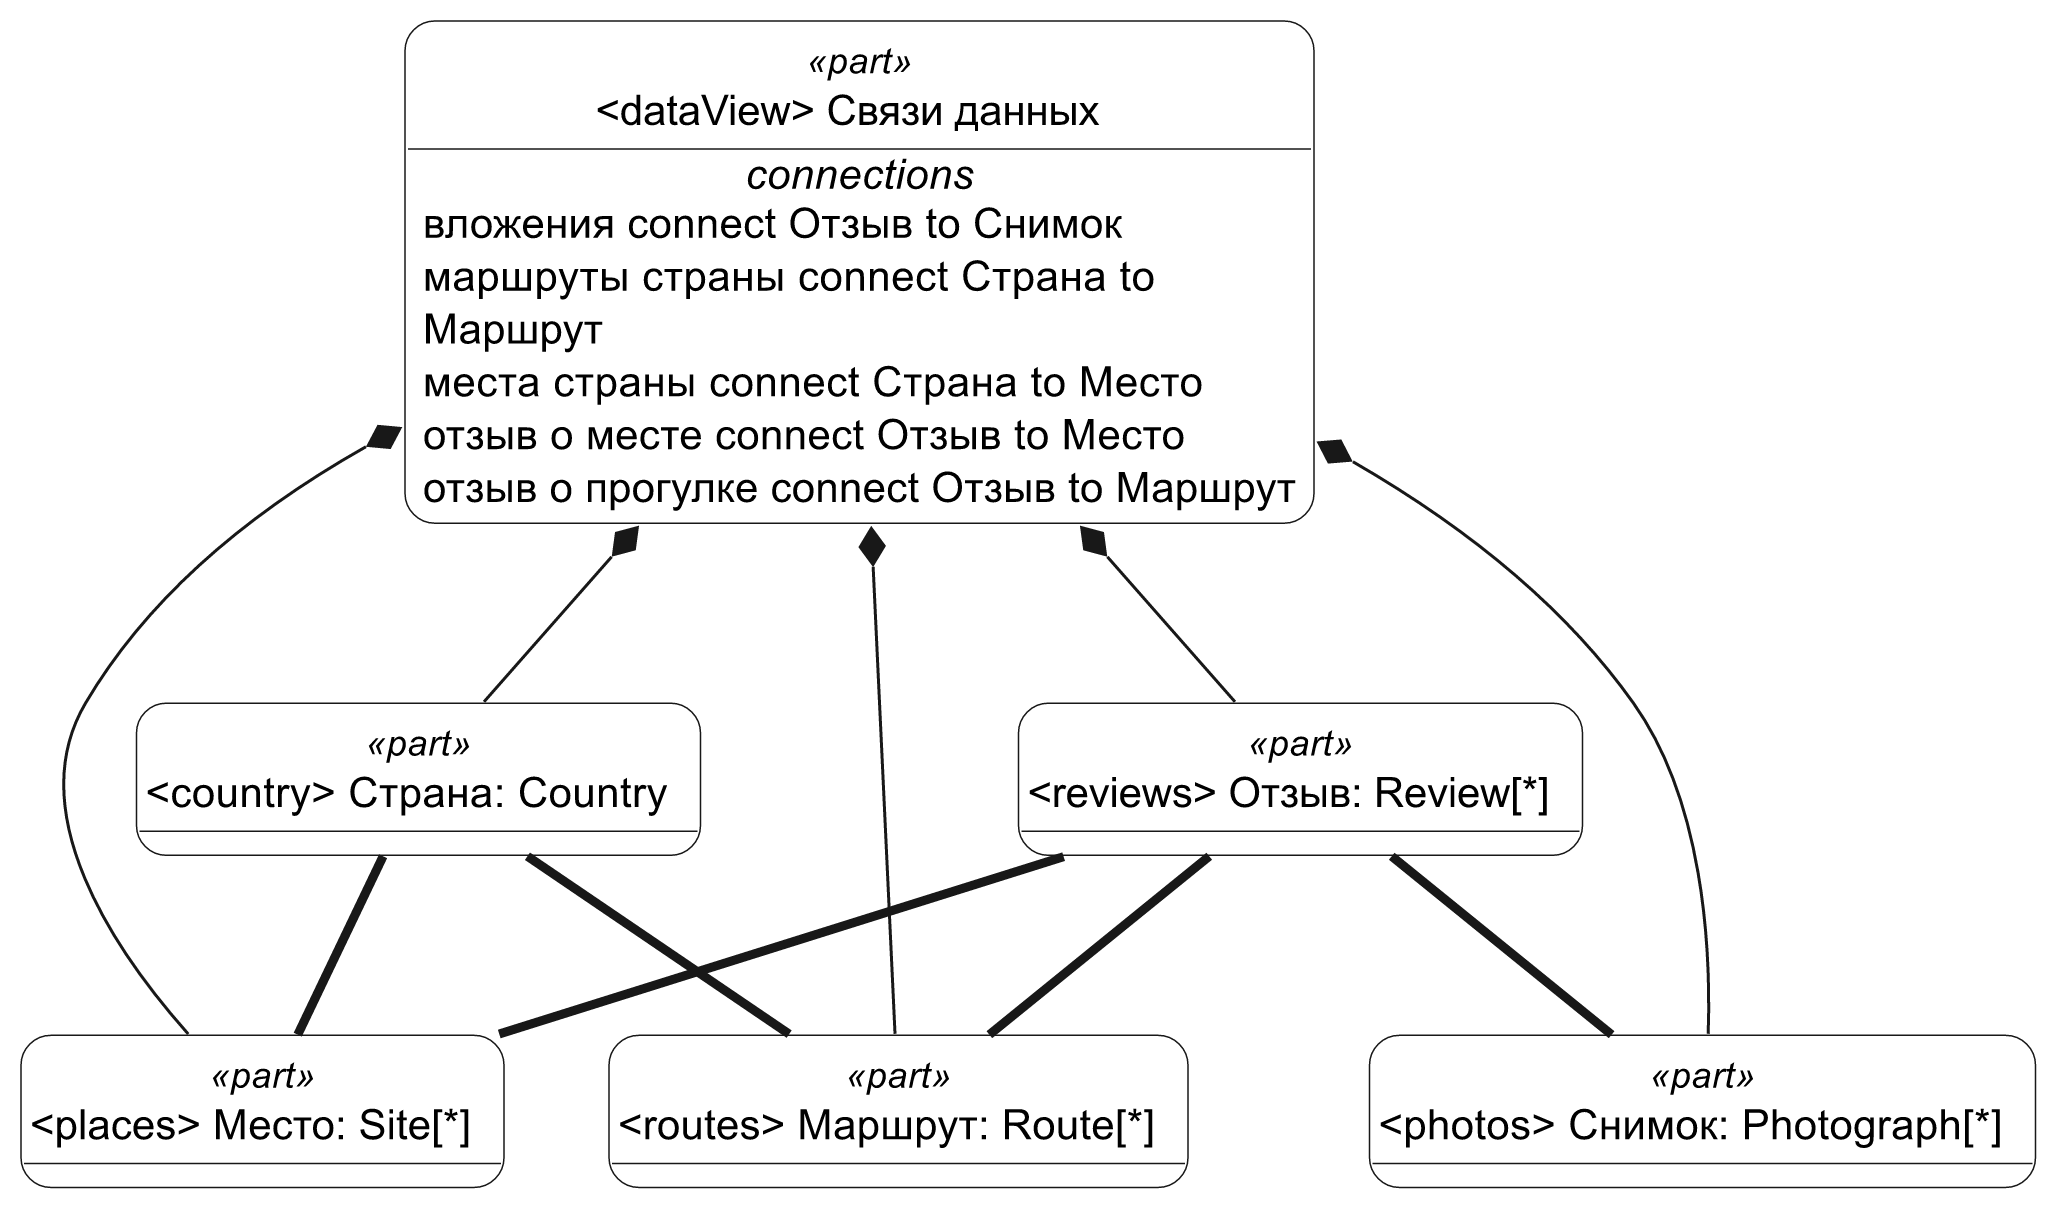 «part»
<dataView> Связи данных
connections
вложения connect Отзыв to Снимок
маршруты страны connect Страна to
Маршрут
места страны connect Страна to Место
отзыв о месте connect Отзыв to Место
отзыв о прогулке connect Отзыв to Маршрут
«part»
<country> Страна: Country
«part»
<reviews> Отзыв: Review[*]
«part»
<places> Место: Site[*]
«part»
<routes> Маршрут: Route[*]
«part»
<photos> Снимок: Photograph[*]